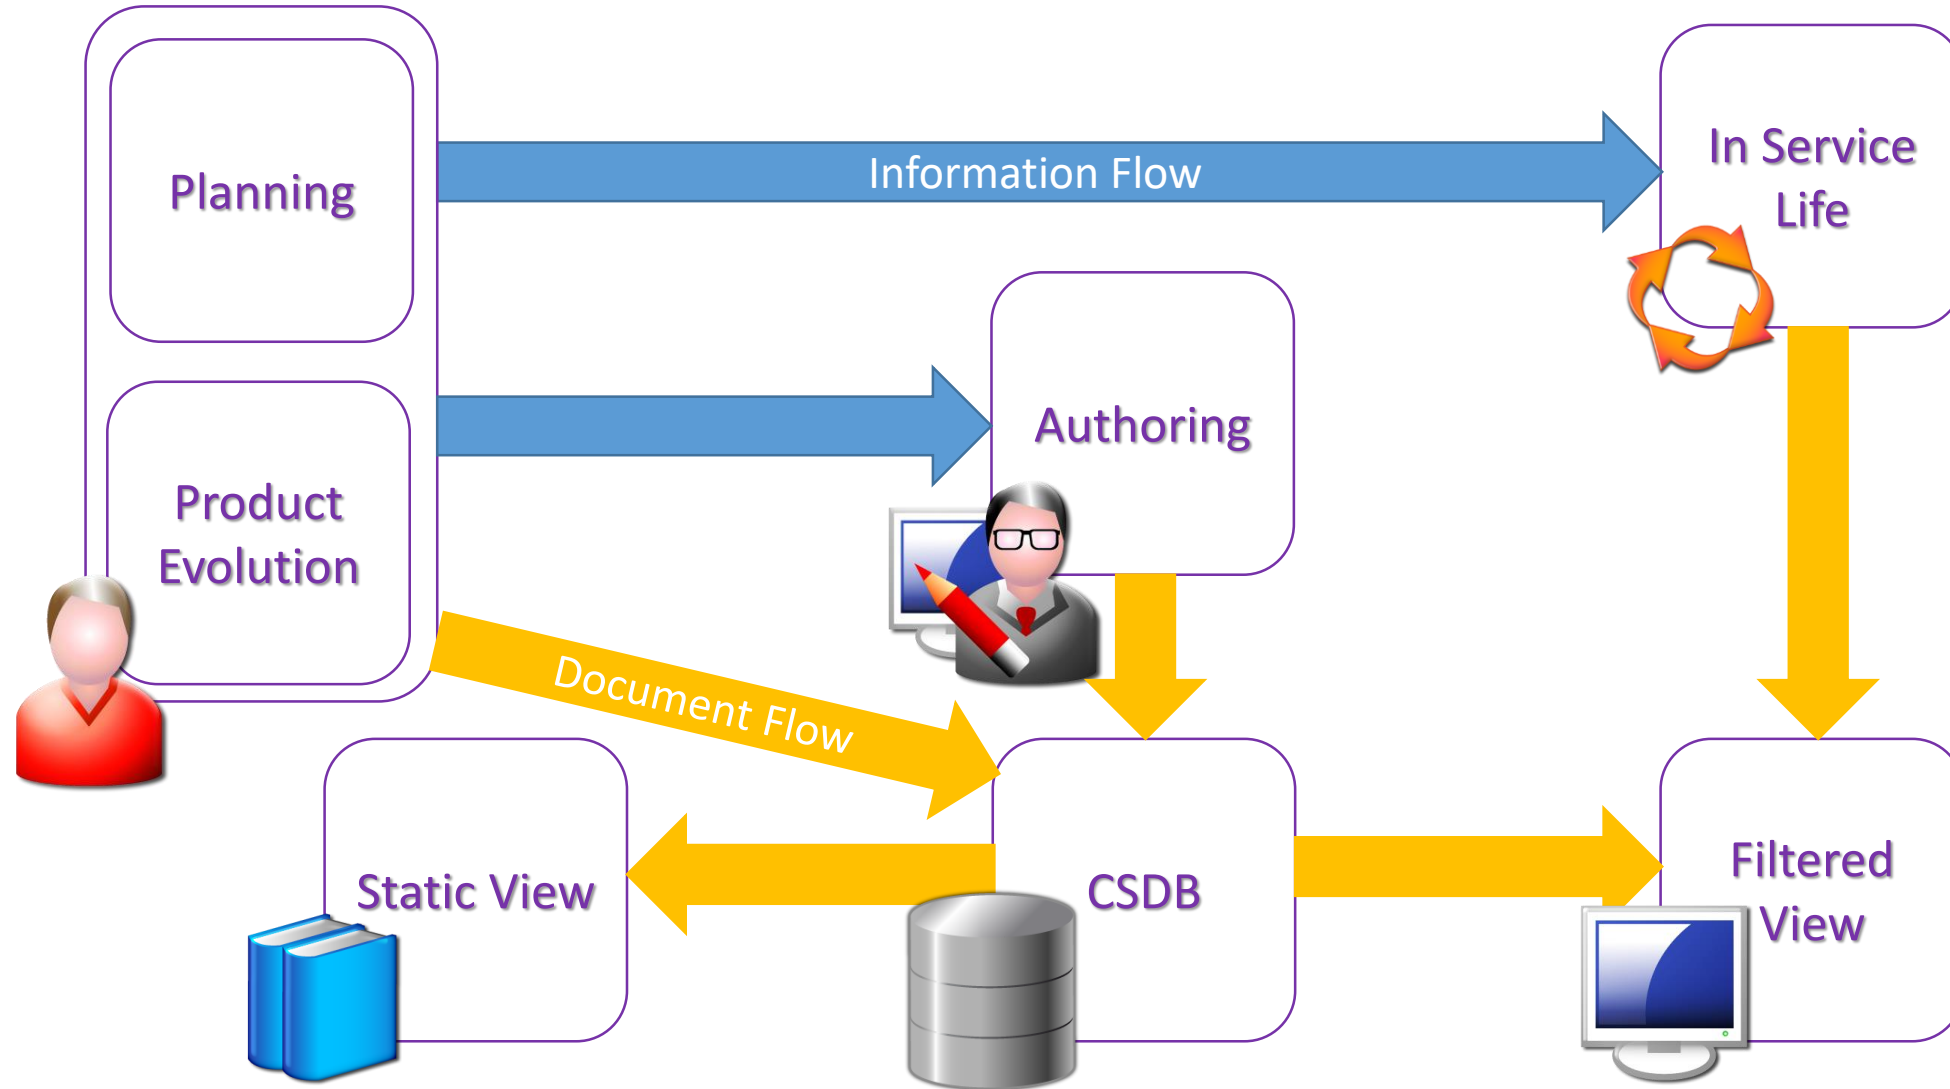 Planning
Information Flow
In Service
Life
Authoring
Product
Evolution
Document Flow
Static View
CSDB
Filtered
View